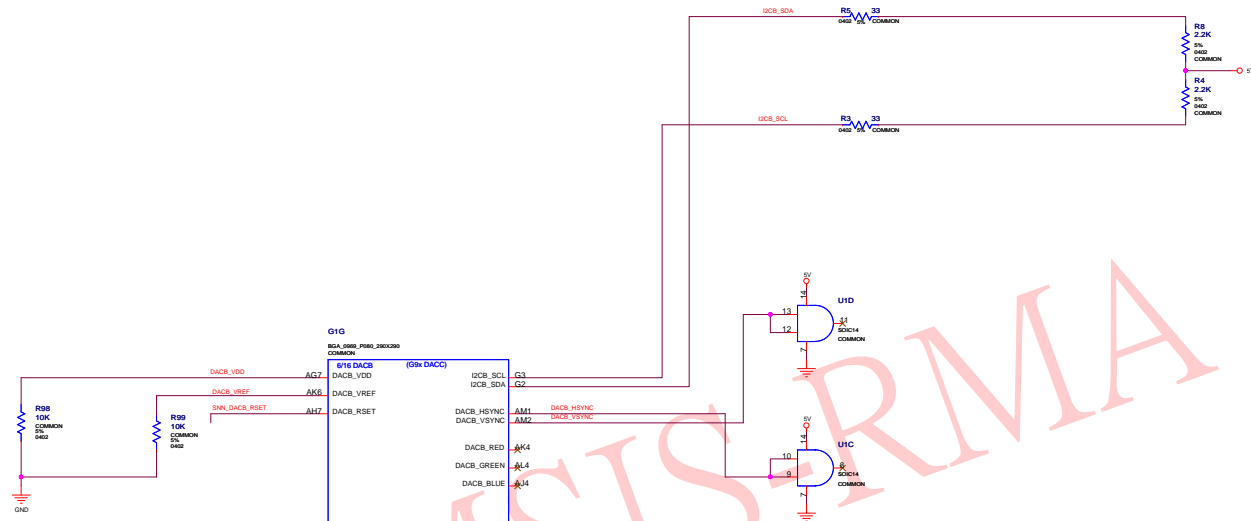 I2CB_SDA
R5 33
0402 5% COMMON
R8
2.2K
5%
0402
COMMON
R4
2.2K
5%
0402
COMMON
I2CB_SCL
R3 33
0402 5% COMMON
5V
14
U1D
13
11
12
SOIC14
COMMON
7
G1G
BGA_0969_P080_290X290
COMMON
6/16 DACB (G9x DACC)
DACB_VDD AG7 DACB_VDD
I2CB_SCL G3
I2CB_SDA G2
DACB_VREF AK6 DACB_VREF
SNN_DACB_RSET AH7 DACB_RSET
DACB_HSYNC AM1 DACB_HSYNC
DACB_VSYNC AM2 DACB_VSYNC
R98
10K
COMMON
5%
0402
R99
10K
COMMON
5%
0402
GND
DACB_RED AK4
DACB_GREEN AL4
DACB_BLUE AJ4
5V
14
U1C
10
8
9
SOIC14
COMMON
7
MSIS-RMA